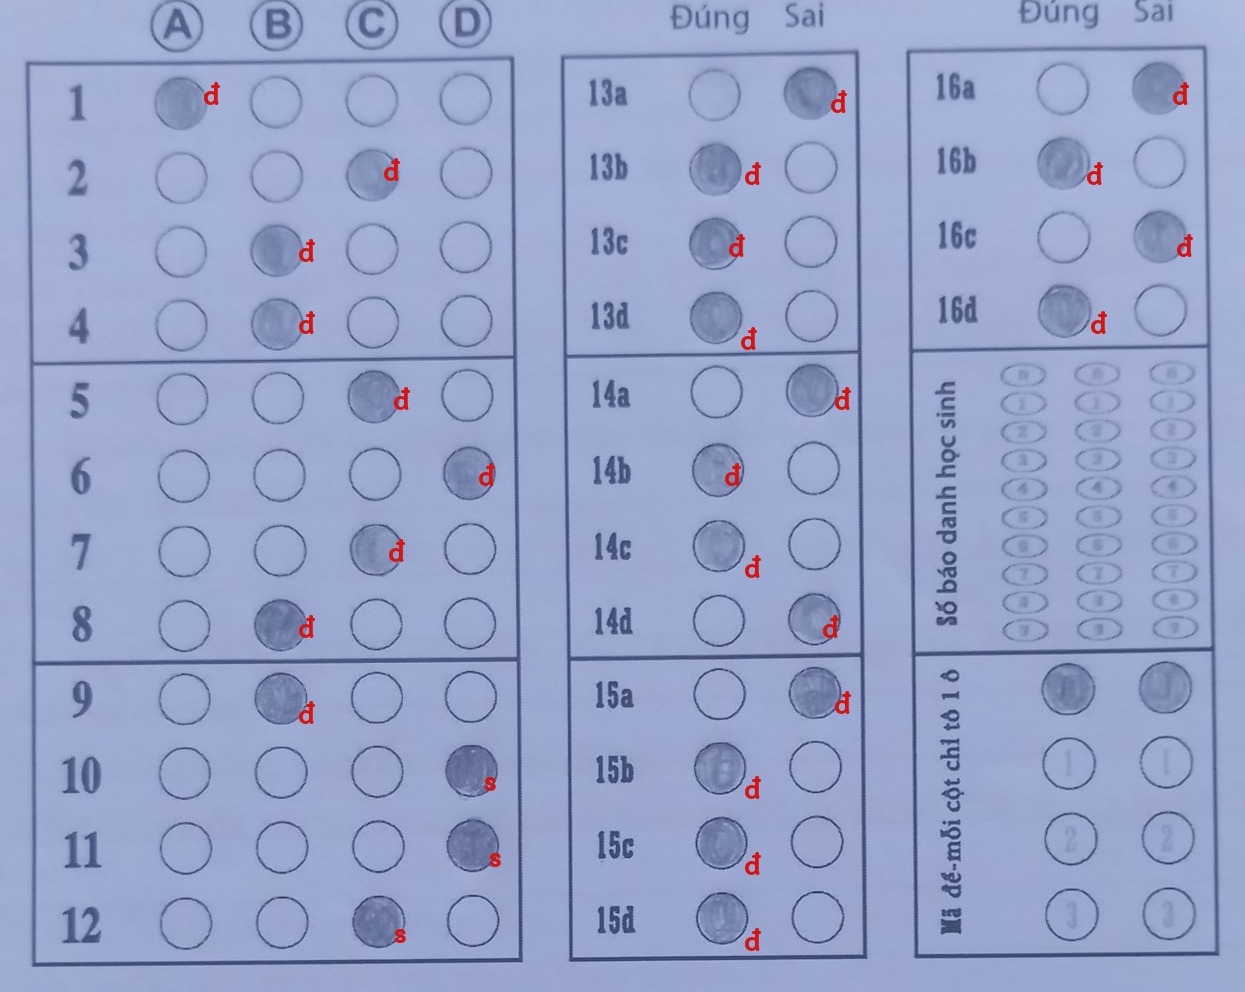 A B C D
1 đ
2 đ
3 đ
4 đ
5 đ
6 đ
7 đ
8 đ
9 đ
10 s
11 s
12 s
Đúng Sai
13a đ
13b đ
13c đ
13d đ
14a đ
14b đ
14c đ
14d đ
15a đ
15b đ
15c đ
15d đ
Đúng Sai
16a đ
16b đ
16c đ
16d đ
Số báo danh học sinh
0 0 0
1 1 1
2 2 2
3 3 3
4 4 4
5 5 5
6 6 6
7 7 7
8 8 8
9 9 9
Mã đề-mỗi cột chỉ tô 1 ô
1 1
2 2
3 3